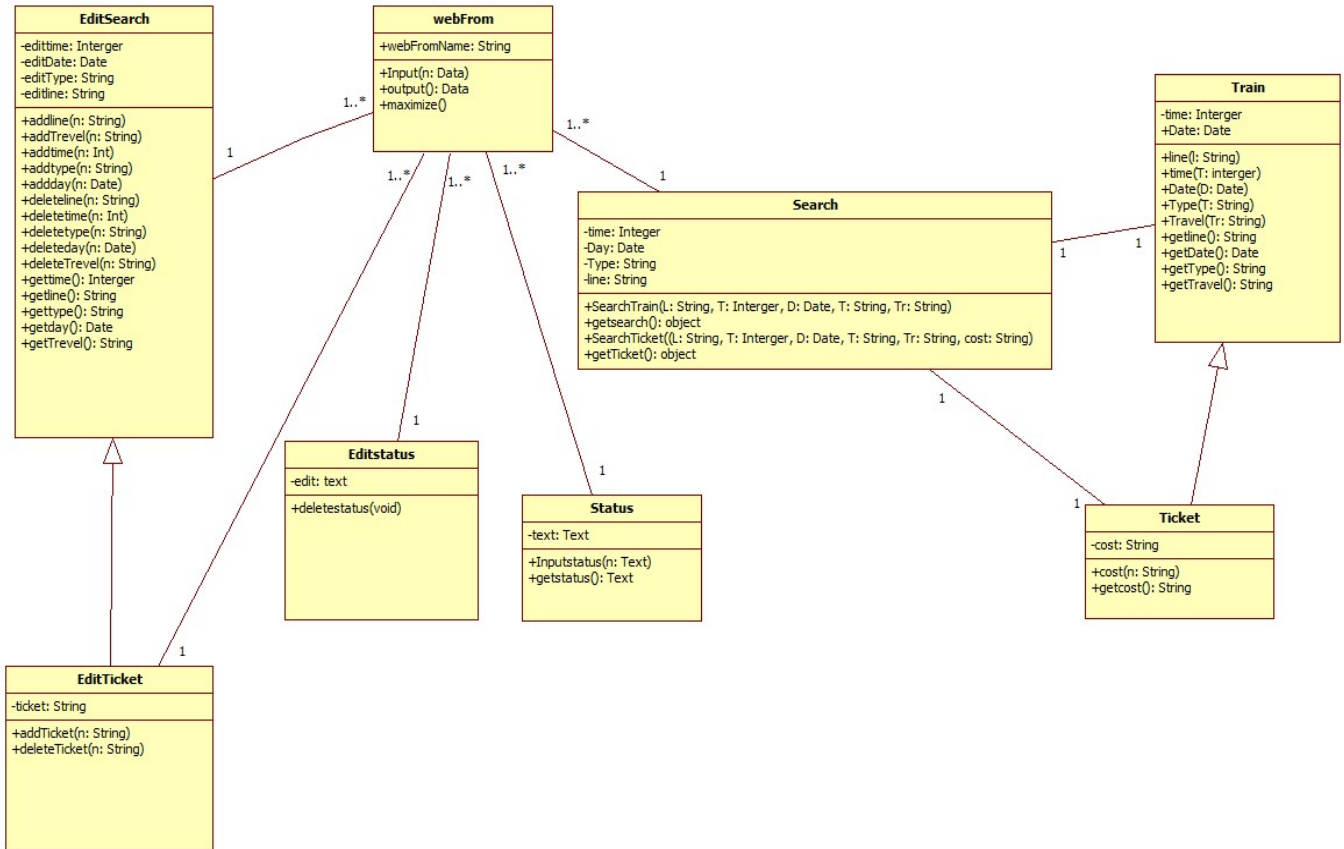 EditSearch
-edittime: Interger
-editDate: Date
-editType: String
-editline: String
+addline(n: String)
+addTrevel(n: String)
+addtime(n: Int)
+addtype(n: String)
+addday(n: Date)
+deleteline(n: String)
+deletetime(n: Int)
+deletetype(n: String)
+deleteday(n: Date)
+deleteTrevel(n: String)
+gettime(): Interger
+getline(): String
+gettype(): String
+getday(): Date
+getTrevel(): String
1
1..*
webFrom
+webFromName: String
+Input(n: Data)
+output(): Data
+maximize()
1..*
1..*
1..*
1..*
1
Search
-time: Integer
-Day: Date
-Type: String
-line: String
+SearchTrain(L: String, T: Interger, D: Date, T: String, Tr: String)
+getsearch(): object
+SearchTicket((L: String, T: Interger, D: Date, T: String, Tr: String, cost: String)
+getTicket(): object
1
1
Train
-time: Interger
+Date: Date
+line(l: String)
+time(T: interger)
+Date(D: Date)
+Type(T: String)
+Travel(Tr: String)
+getline(): String
+getDate(): Date
+getType(): String
+getTravel(): String
1
1
Editstatus
-edit: text
+deletestatus(void)
1
1
Status
-text: Text
+Inputstatus(n: Text)
+getstatus(): Text
1
Ticket
-cost: String
+cost(n: String)
+getcost(): String
1
EditTicket
-ticket: String
+addTicket(n: String)
+deleteTicket(n: String)